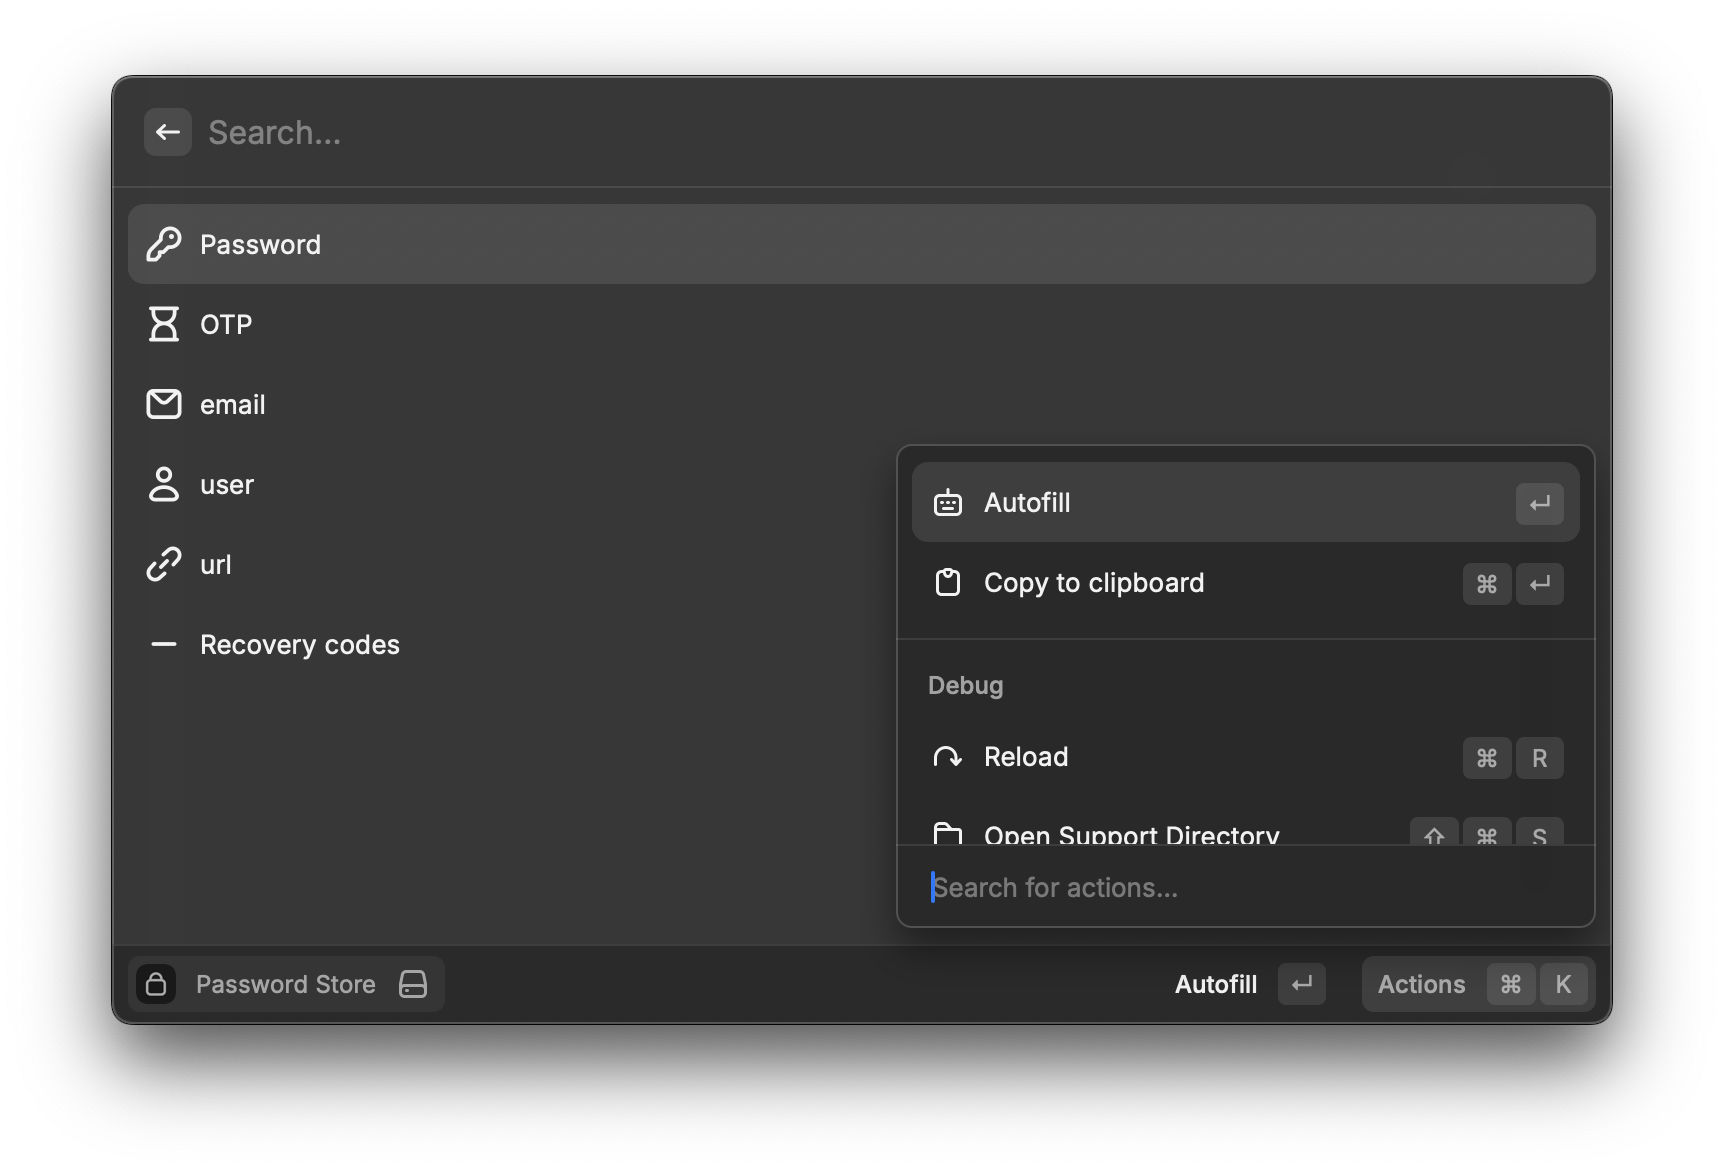 Search...
Password
OTP
email
user
url
Recovery codes
Autofill ↵
Copy to clipboard ⌘ ↵
Debug
Reload ⌘ R
Open Support Directory ⇧ ⌘ S
Search for actions...
Password Store
Autofill ↵ Actions ⌘ K